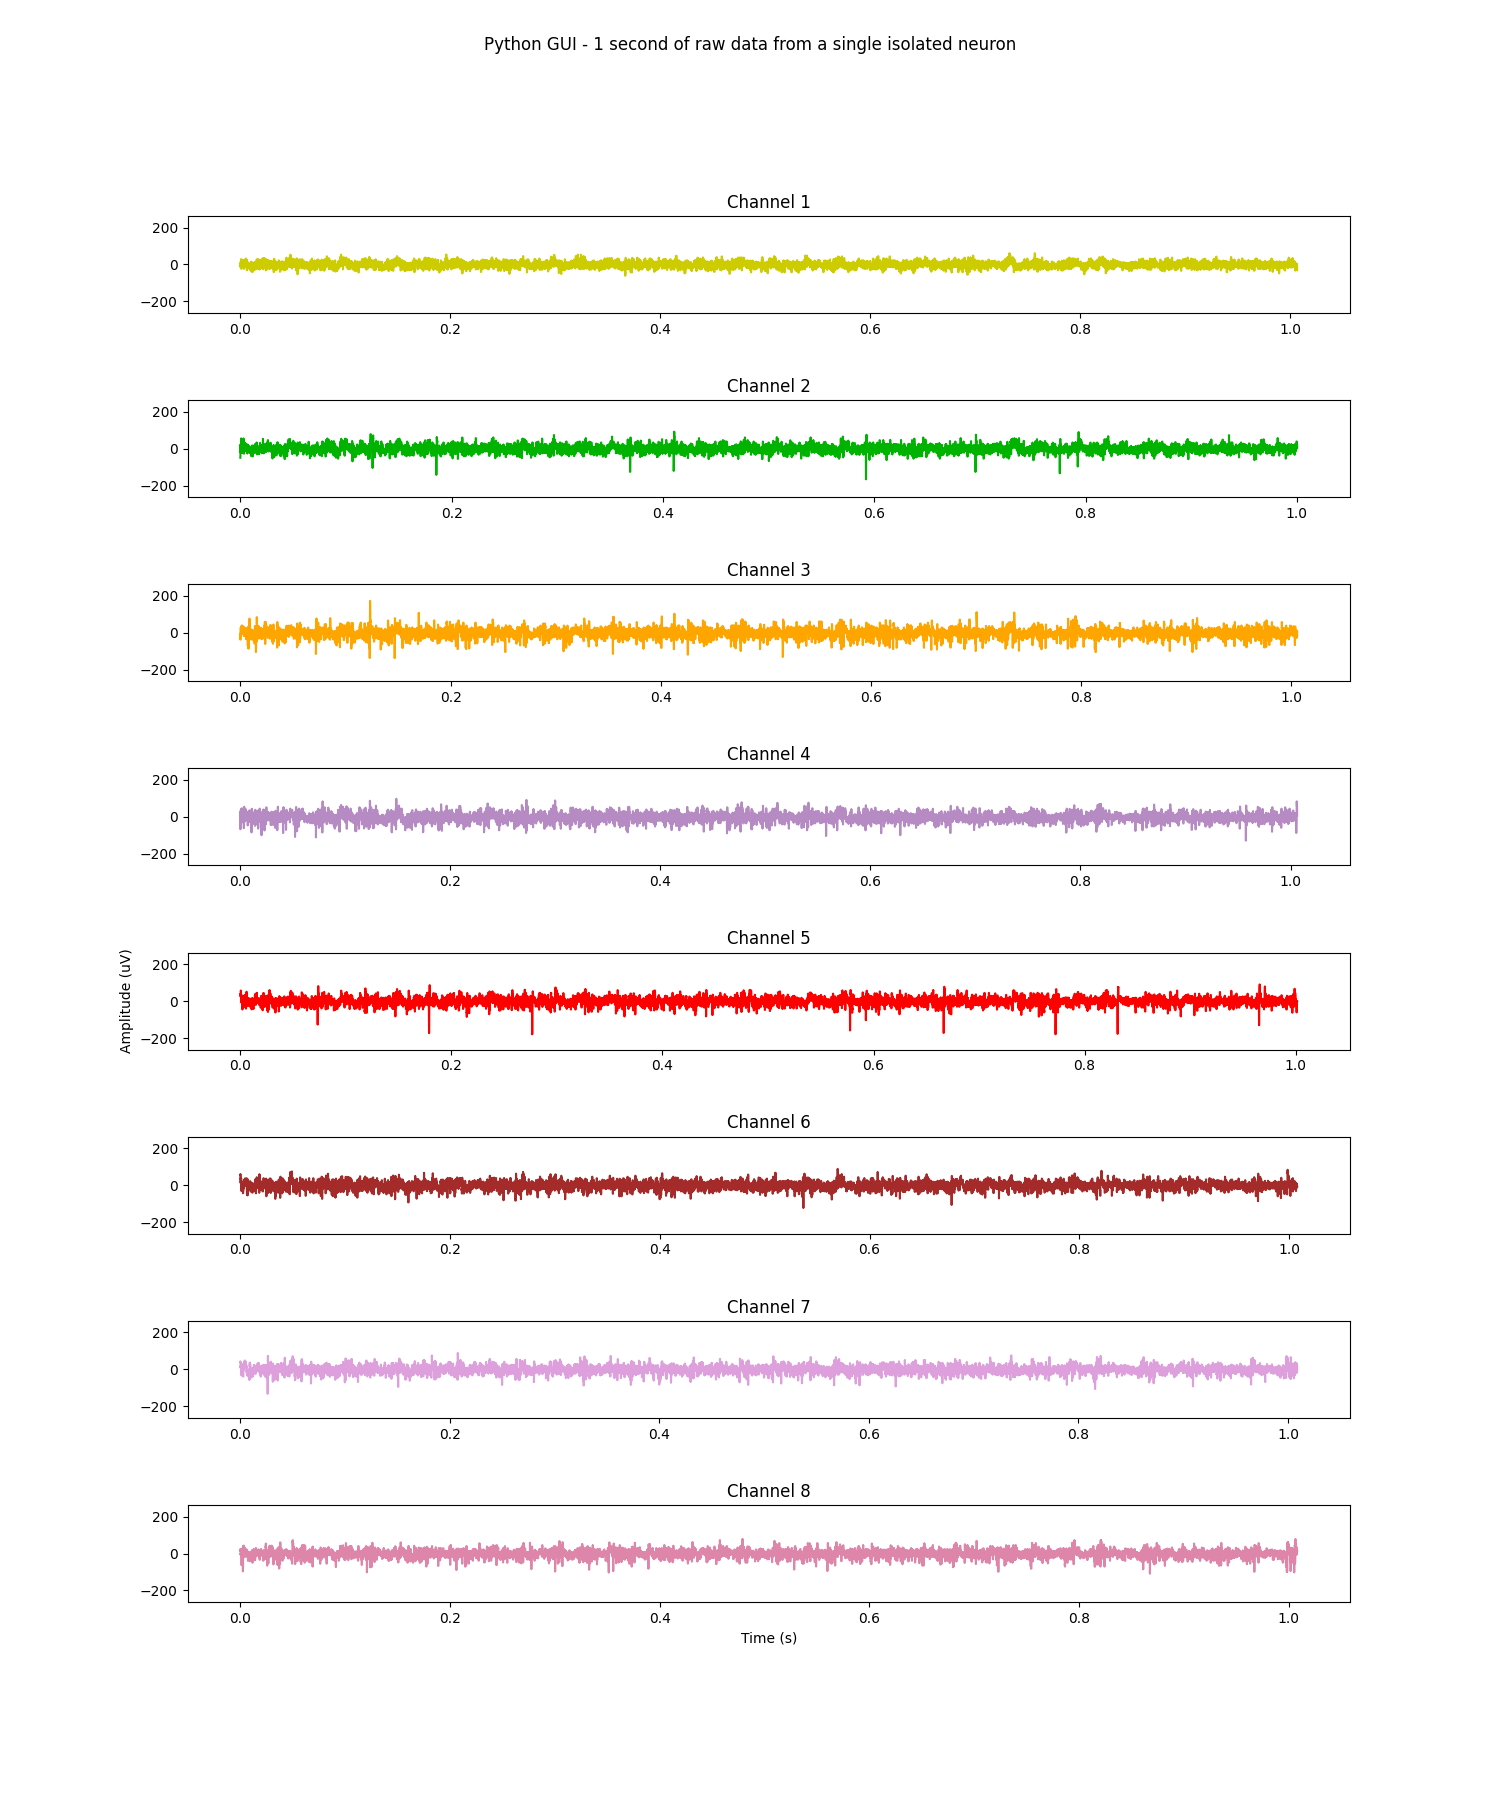 Python GUI - 1 second of raw data from a single isolated neuron
Channel 1
200
0
−200
0.0 0.2 0.4 0.6 0.8 1.0
Channel 2
200
0
−200
0.0 0.2 0.4 0.6 0.8 1.0
Channel 3
200
0
−200
0.0 0.2 0.4 0.6 0.8 1.0
Channel 4
200
0
−200
0.0 0.2 0.4 0.6 0.8 1.0
Channel 5
Amplitude (uV)
200
0
−200
0.0 0.2 0.4 0.6 0.8 1.0
Channel 6
200
0
−200
0.0 0.2 0.4 0.6 0.8 1.0
Channel 7
200
0
−200
0.0 0.2 0.4 0.6 0.8 1.0
Channel 8
200
0
−200
0.0 0.2 0.4 0.6 0.8 1.0
Time (s)